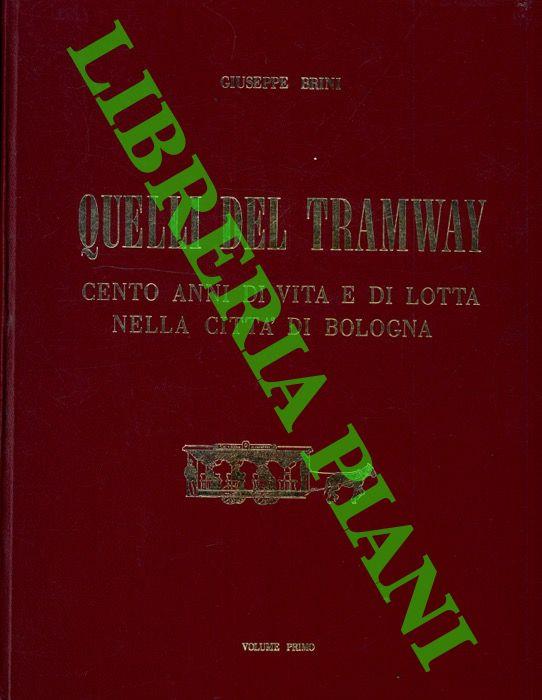 GIUSEPPE BRINI
QUELLI DEL TRAMWAY
CENTO ANNI DI VITA E DI LOTTA
NELLA CITTA' DI BOLOGNA
VOLUME PRIMO
LIBRERIA PIANI